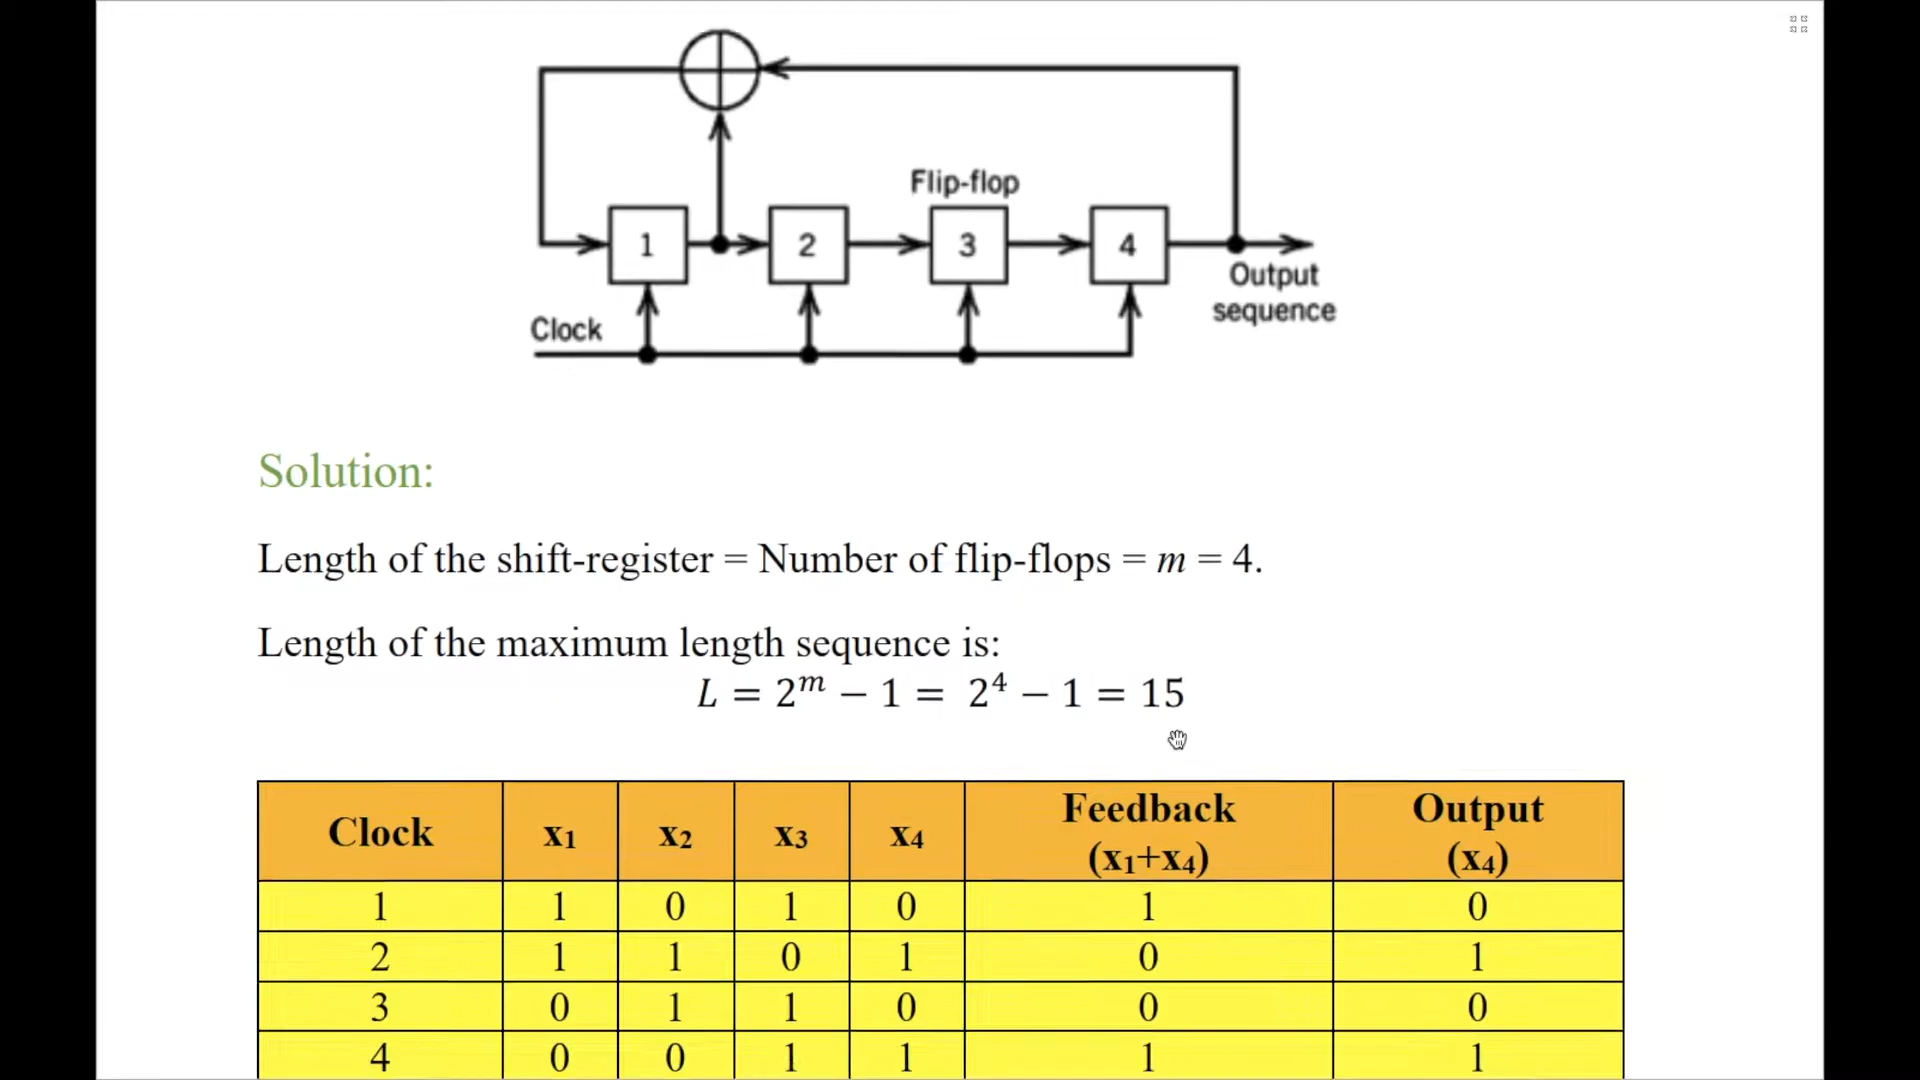 Flip-flop
1 2 3 4
Output
sequence
Clock
Solution:
Length of the shift-register = Number of flip-flops = m = 4.
Length of the maximum length sequence is:
L = 2ᵐ − 1 = 2⁴ − 1 = 15
Clock x₁ x₂ x₃ x₄ Feedback (x₁+x₄) Output (x₄)
1 1 0 1 0 1 0
2 1 1 0 1 0 1
3 0 1 1 0 0 0
4 0 0 1 1 1 1